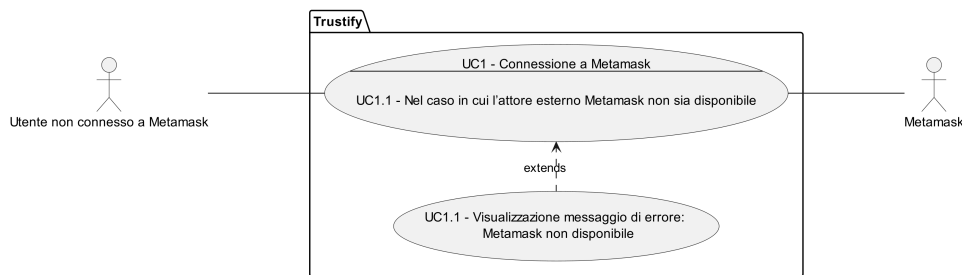 Trustify
UC1 - Connessione a Metamask
UC1.1 - Nel caso in cui l'attore esterno Metamask non sia disponibile
Utente non connesso a Metamask
Metamask
extends
UC1.1 - Visualizzazione messaggio di errore:
Metamask non disponibile